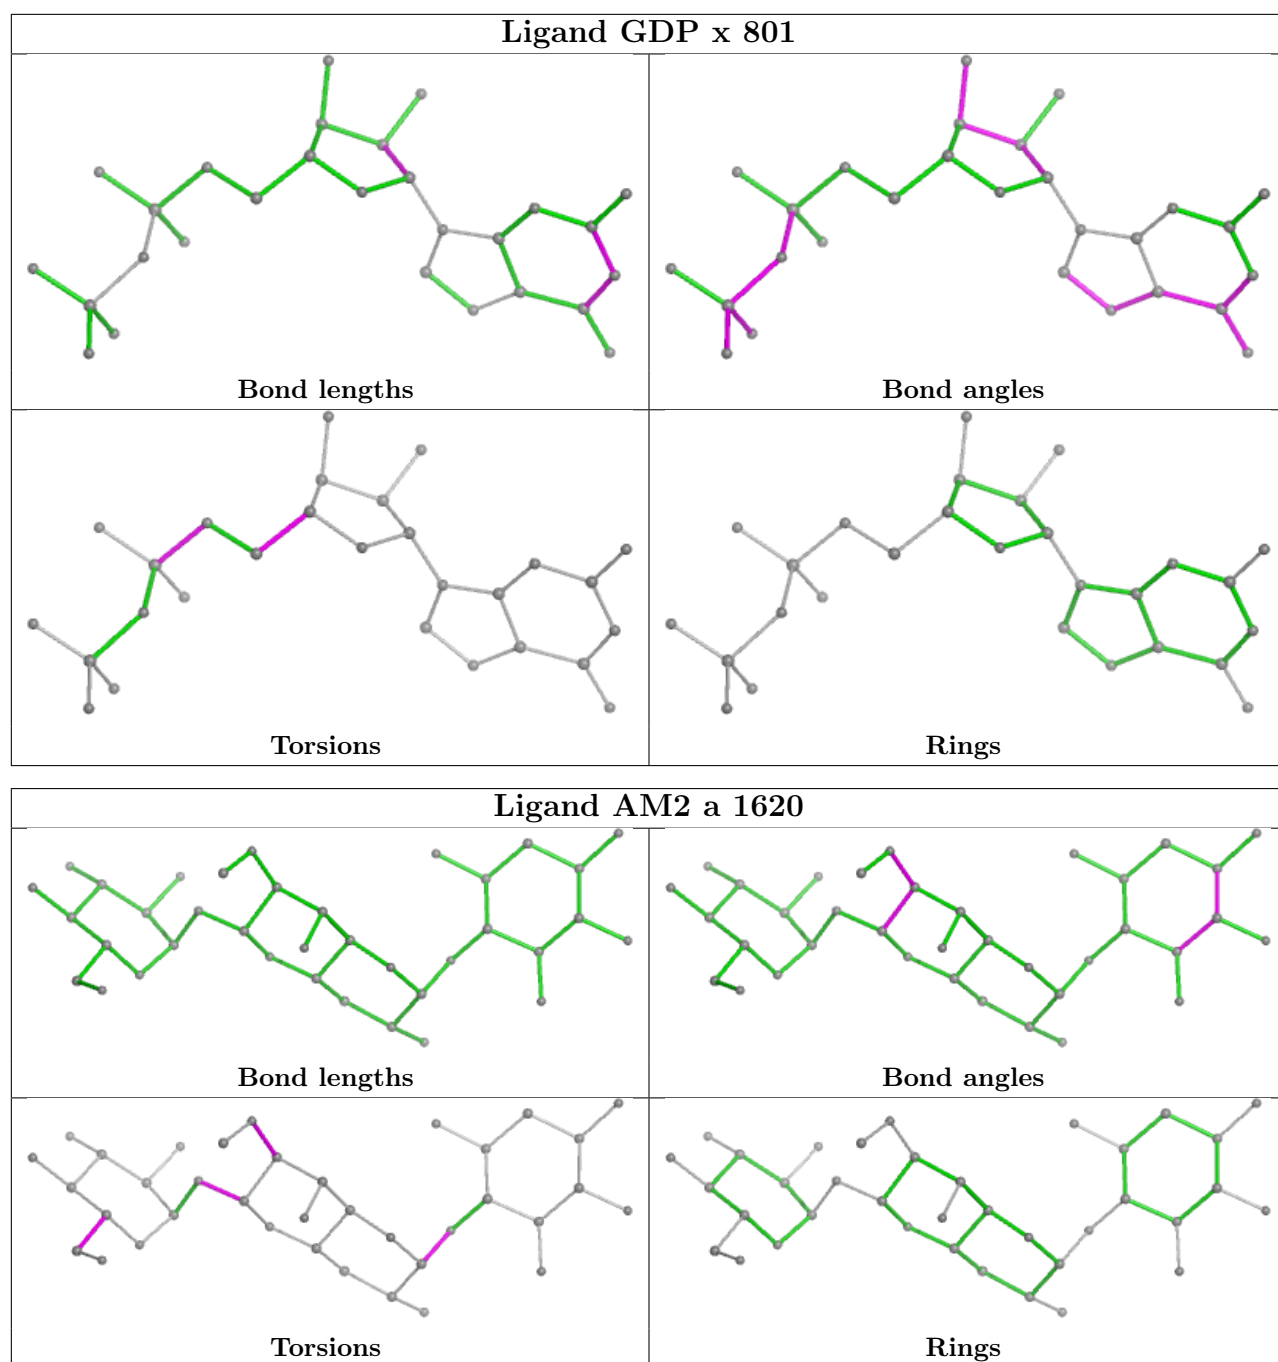 Ligand GDP x 801
Bond lengths
Bond angles
Torsions
Rings
Ligand AM2 a 1620
Bond lengths
Bond angles
Torsions
Rings